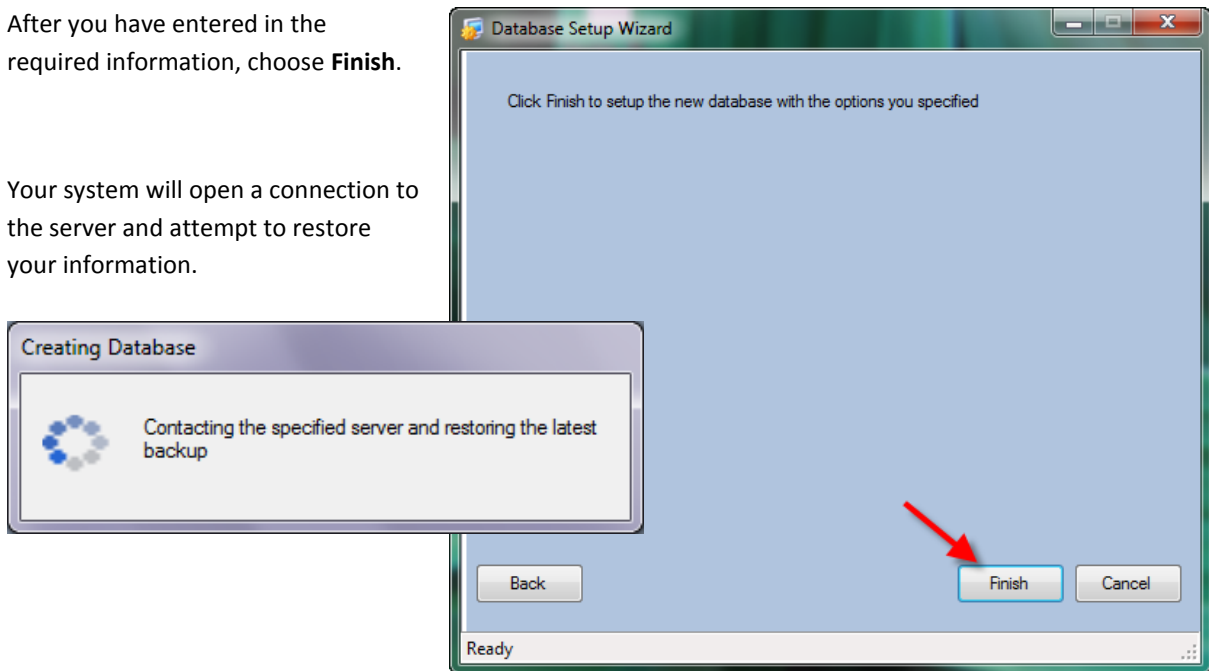 After you have entered in the
required information, choose Finish.
Your system will open a connection to
the server and attempt to restore
your information.
Creating Database
Contacting the specified server and restoring the latest
backup
Database Setup Wizard
Click Finish to setup the new database with the options you specified
Back
Finish
Cancel
Ready